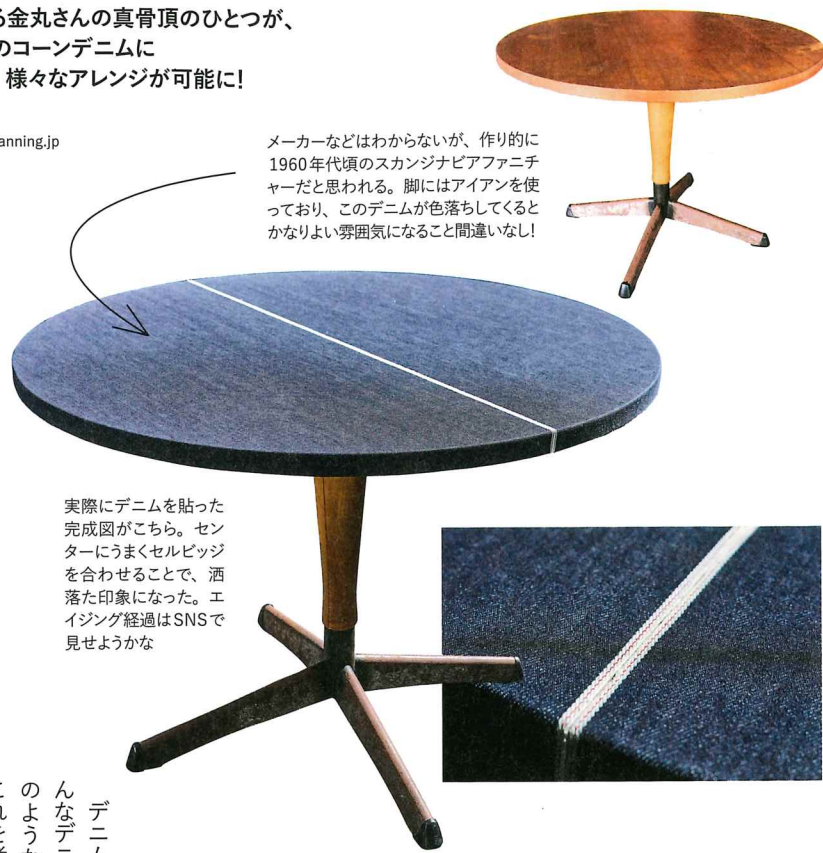 る金丸さんの真骨頂のひとつが、
のコーンデニムに
様々なアレンジが可能に!
anning.jp
メーカーなどはわからないが、作り的に
1960年代頃のスカンジナビアファニチ
ャーだと思われる。脚にはアイアンを使
っており、このデニムが色落ちしてくると
かなりよい雰囲気になること間違いなし!
実際にデニムを貼った
完成図がこちら。セン
ターにうまくセルビッジ
を合わせることで、洒
落た印象になった。エ
イジング経過はSNSで
見せようかな
デニム
んなデニ
のような